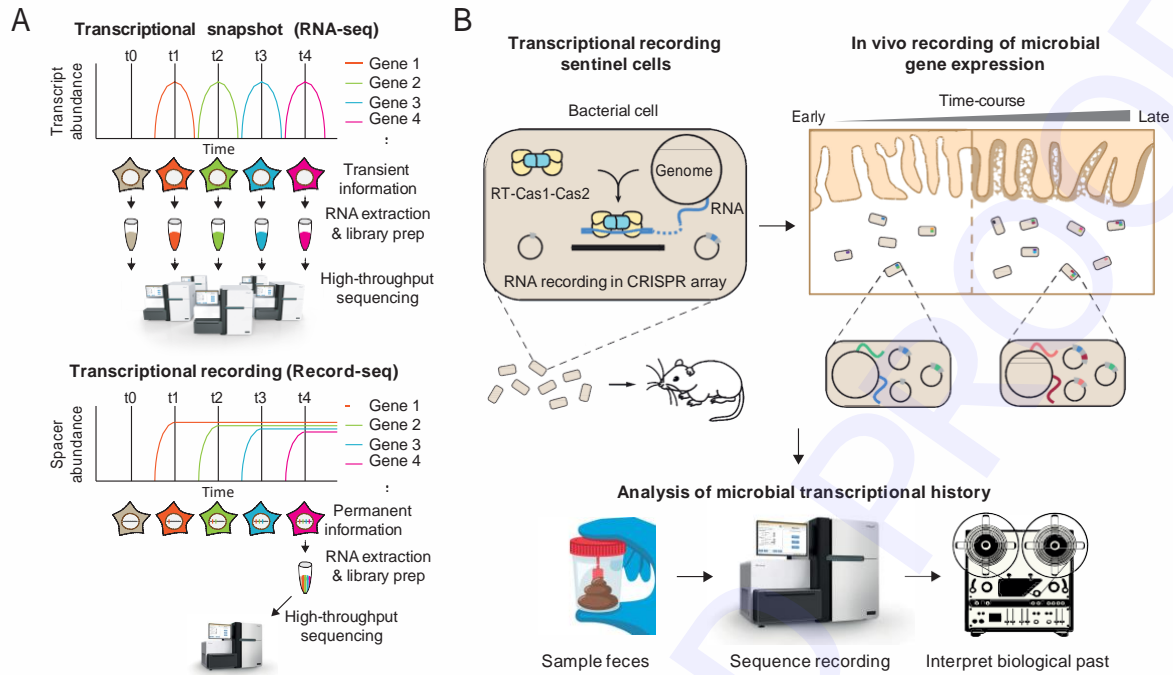 A
Transcriptional snapshot (RNA-seq)
t0 t1 t2 t3 t4
Gene 1
Gene 2
Gene 3
Gene 4
Transcript
abundance
Time
Transient
information
RNA extraction
& library prep
High-throughput
sequencing
Transcriptional recording (Record-seq)
t0 t1 t2 t3 t4
Gene 1
Gene 2
Gene 3
Gene 4
:
Spacer
abundance
Time
Permanent
information
RNA extraction
& library prep
High-throughput
sequencing
B
Transcriptional recording
sentinel cells
Bacterial cell
RT-Cas1-Cas2
Genome
RNA
RNA recording in CRISPR array
In vivo recording of microbial
gene expression
Time-course
Early
Late
Analysis of microbial transcriptional history
Sample feces
Sequence recording
Interpret biological past
D PROOF